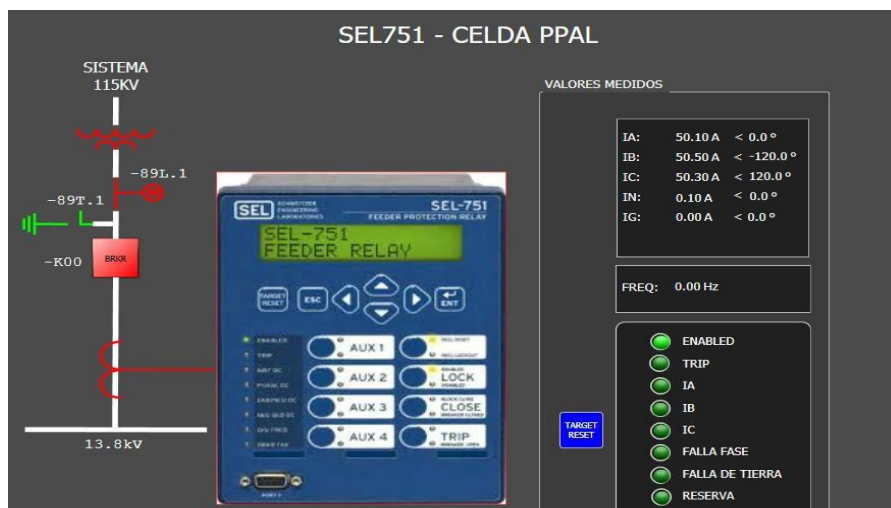 SEL751 - CELDA PPAL
SISTEMA
115KV
-89L.1
-89T.1
-K00
BRKR
13.8kV
SEL
SCHWEITZER
ENGINEERING
LABORATORIES
SEL-751
FEEDER PROTECTION RELAY
SEL-751
FEEDER RELAY
TARGET
RESET
ESC
ENT
ENABLED
TRIP
AUX 1
AUX 2
LOCK
AUX 3
CLOSE
AUX 4
TRIP
VALORES MEDIDOS
IA: 50.10 A < 0.0 º
IB: 50.50 A < -120.0 º
IC: 50.30 A < 120.0 º
IN: 0.10 A < 0.0 º
IG: 0.00 A < 0.0 º
FREQ: 0.00 Hz
TARGET
RESET
ENABLED
TRIP
IA
IB
IC
FALLA FASE
FALLA DE TIERRA
RESERVA